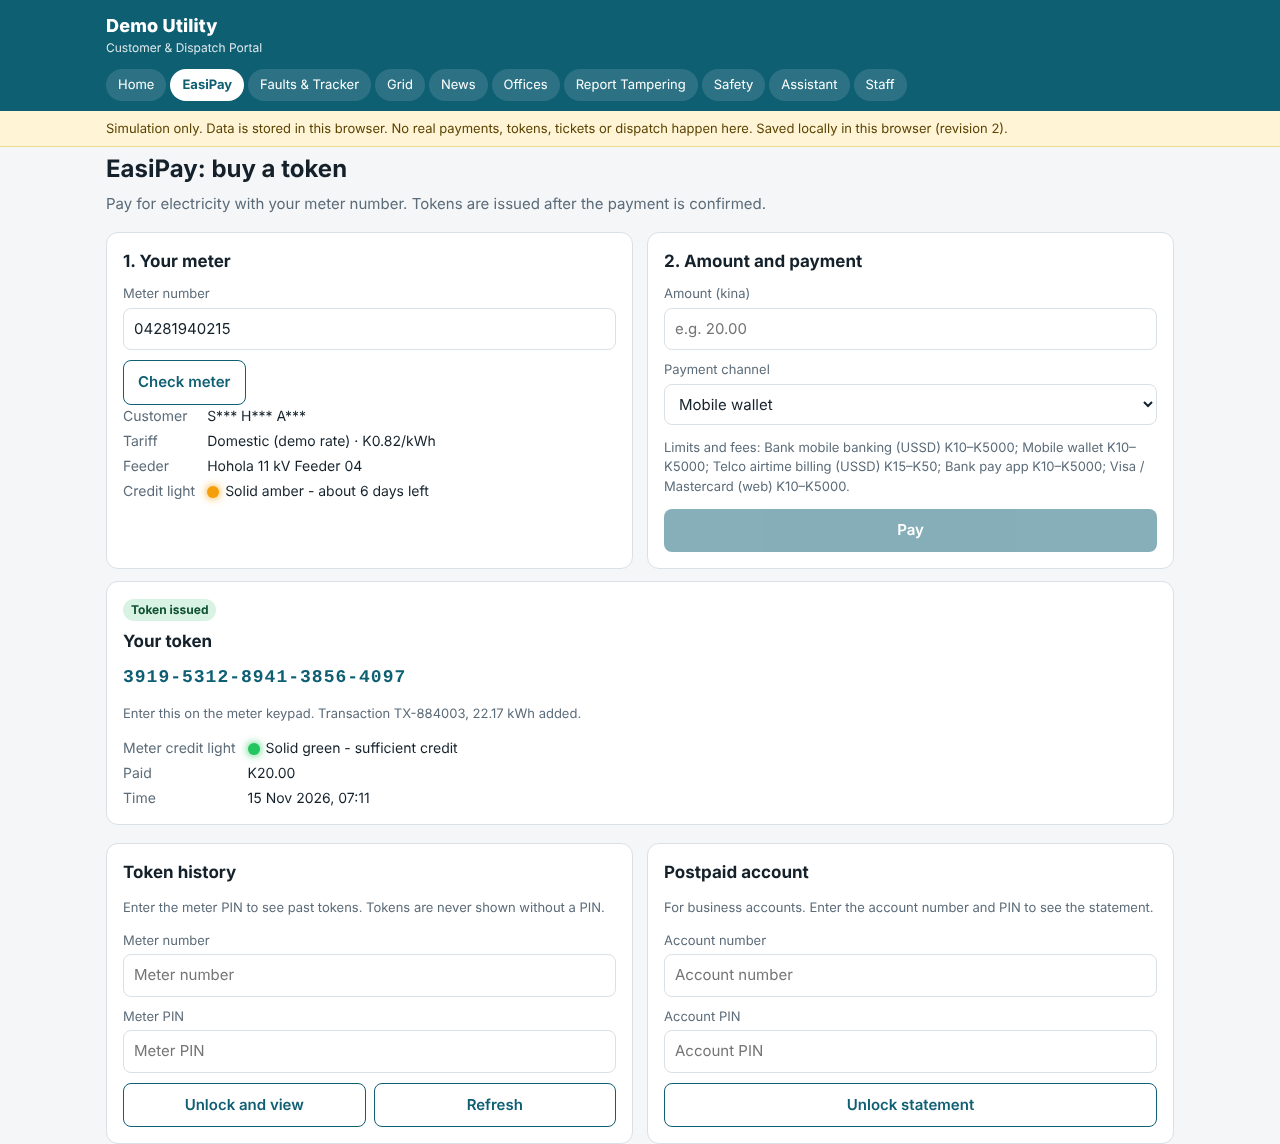 Demo Utility
Customer & Dispatch Portal
Home
EasiPay
Faults & Tracker
Grid
News
Offices
Report Tampering
Safety
Assistant
Staff
Simulation only. Data is stored in this browser. No real payments, tokens, tickets or dispatch happen here. Saved locally in this browser (revision 2).
EasiPay: buy a token
Pay for electricity with your meter number. Tokens are issued after the payment is confirmed.
1. Your meter
Meter number
04281940215
Check meter
Customer S*** H*** A***
Tariff Domestic (demo rate) · K0.82/kWh
Feeder Hohola 11 kV Feeder 04
Credit light Solid amber - about 6 days left
2. Amount and payment
Amount (kina)
e.g. 20.00
Payment channel
Mobile wallet
Limits and fees: Bank mobile banking (USSD) K10–K5000; Mobile wallet K10–
K5000; Telco airtime billing (USSD) K15–K50; Bank pay app K10–K5000; Visa /
Mastercard (web) K10–K5000.
Pay
Token issued
Your token
3919-5312-8941-3856-4097
Enter this on the meter keypad. Transaction TX-884003, 22.17 kWh added.
Meter credit light Solid green - sufficient credit
Paid K20.00
Time 15 Nov 2026, 07:11
Token history
Enter the meter PIN to see past tokens. Tokens are never shown without a PIN.
Meter number
Meter number
Meter PIN
Meter PIN
Unlock and view
Refresh
Postpaid account
For business accounts. Enter the account number and PIN to see the statement.
Account number
Account number
Account PIN
Account PIN
Unlock statement